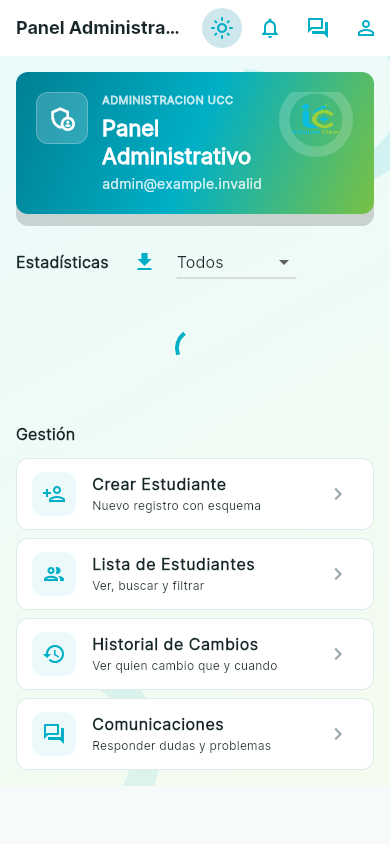 Panel Administra...
ADMINISTRACION UCC
Panel
Administrativo
admin@example.invalid
Estadísticas
Todos
Gestión
Crear Estudiante
Nuevo registro con esquema
Lista de Estudiantes
Ver, buscar y filtrar
Historial de Cambios
Ver quien cambio que y cuando
Comunicaciones
Responder dudas y problemas